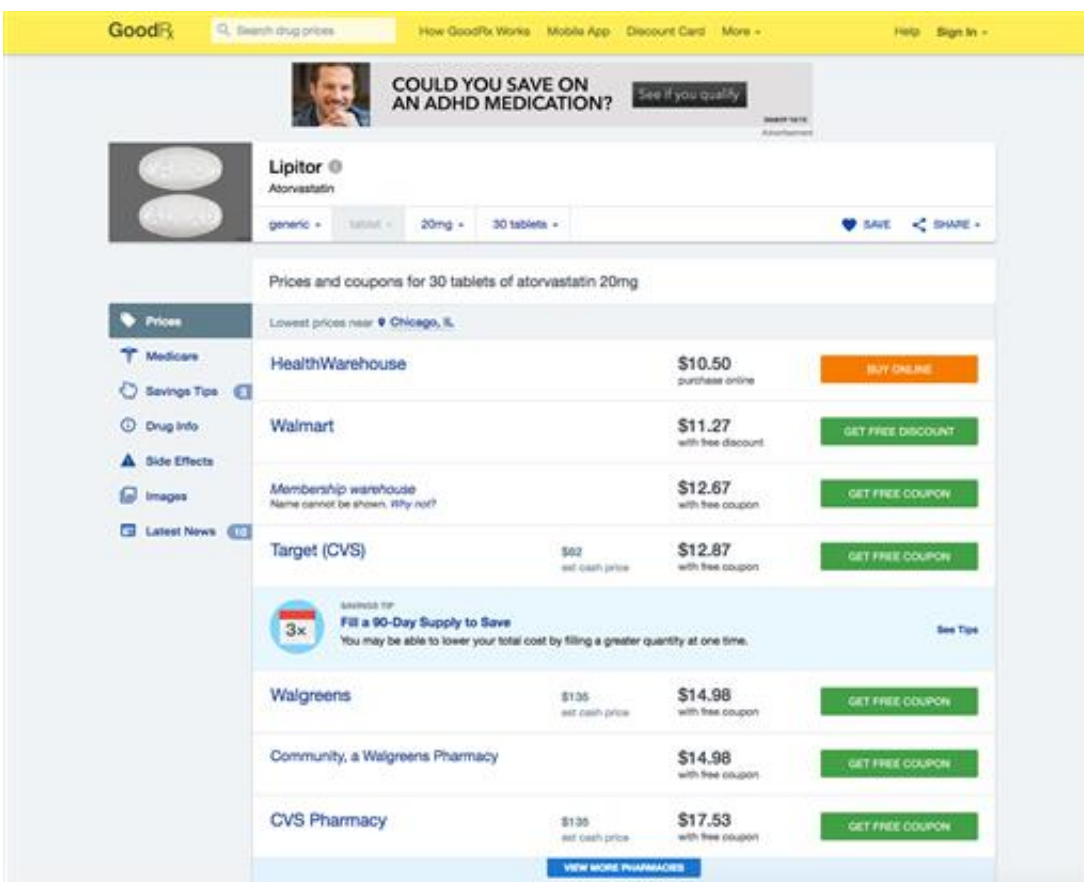 GoodRx
Search drug prices
How GoodRx Works Mobile App Discount Card More
Help Sign In
COULD YOU SAVE ON
AN ADHD MEDICATION?
See if you qualify
Advertisement
Lipitor
Atorvastatin
generic tablet 20mg 30 tablets
SAVE SHARE
Prices and coupons for 30 tablets of atorvastatin 20mg
Prices
Medicare
Savings Tips
Drug Info
Side Effects
Images
Latest News
Lowest prices near Chicago, IL
HealthWarehouse
$10.50
purchase online
BUY ONLINE
Walmart
$11.27
with free discount
GET FREE DISCOUNT
Membership warehouse
Name cannot be shown. Why not?
$12.67
with free coupon
GET FREE COUPON
Target (CVS)
$62
est cash price
$12.87
with free coupon
GET FREE COUPON
3x
SAVINGS TIP
Fill a 90-Day Supply to Save
You may be able to lower your total cost by filling a greater quantity at one time.
See Tips
Walgreens
$135
est cash price
$14.98
with free coupon
GET FREE COUPON
Community, a Walgreens Pharmacy
$14.98
with free coupon
GET FREE COUPON
CVS Pharmacy
$135
est cash price
$17.53
with free coupon
GET FREE COUPON
VIEW MORE PHARMACIES